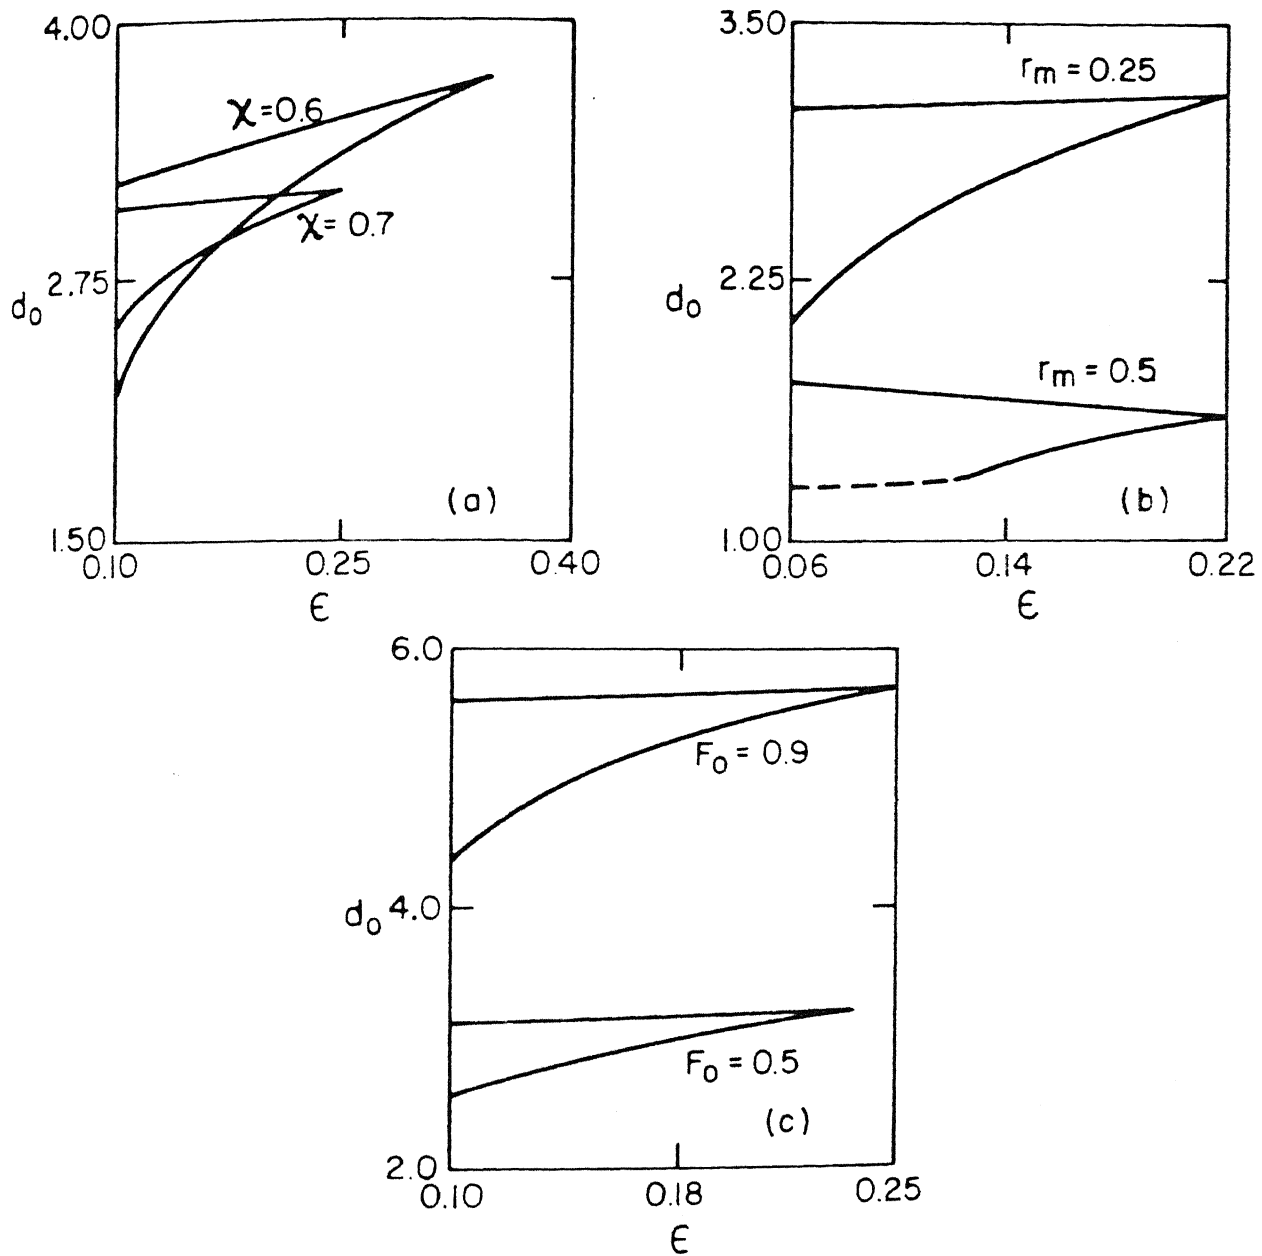 4.00
χ=0.6
χ= 0.7
2.75
d₀
(a)
1.50
0.10 0.25 0.40
ϵ
3.50
rₘ = 0.25
2.25
d₀
rₘ = 0.5
(b)
1.00
0.06 0.14 0.22
ϵ
6.0
F₀ = 0.9
d₀ 4.0
F₀ = 0.5
(c)
2.0
0.10 0.18 0.25
ϵ